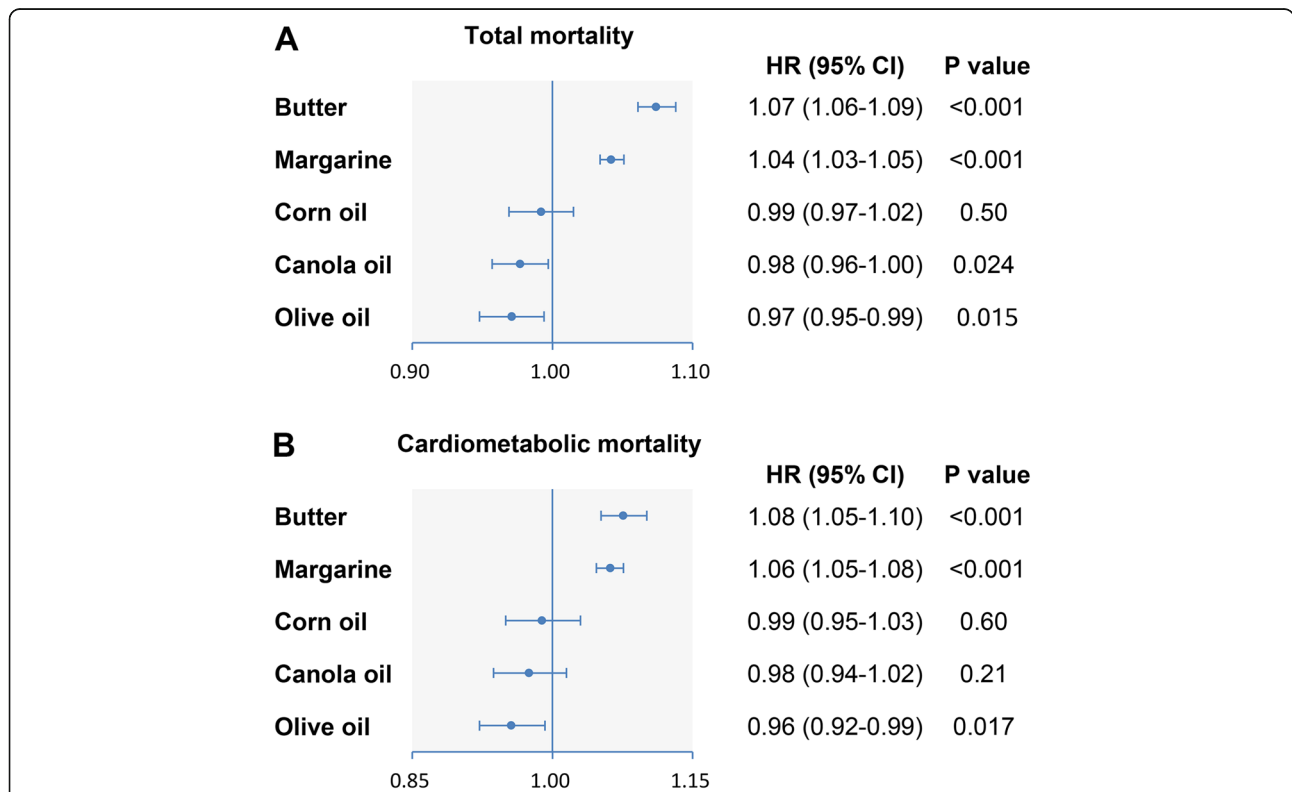 A Total mortality
HR (95% CI) P value
Butter 1.07 (1.06-1.09) <0.001
Margarine 1.04 (1.03-1.05) <0.001
Corn oil 0.99 (0.97-1.02) 0.50
Canola oil 0.98 (0.96-1.00) 0.024
Olive oil 0.97 (0.95-0.99) 0.015
0.90 1.00 1.10
B Cardiometabolic mortality
HR (95% CI) P value
Butter 1.08 (1.05-1.10) <0.001
Margarine 1.06 (1.05-1.08) <0.001
Corn oil 0.99 (0.95-1.03) 0.60
Canola oil 0.98 (0.94-1.02) 0.21
Olive oil 0.96 (0.92-0.99) 0.017
0.85 1.00 1.15